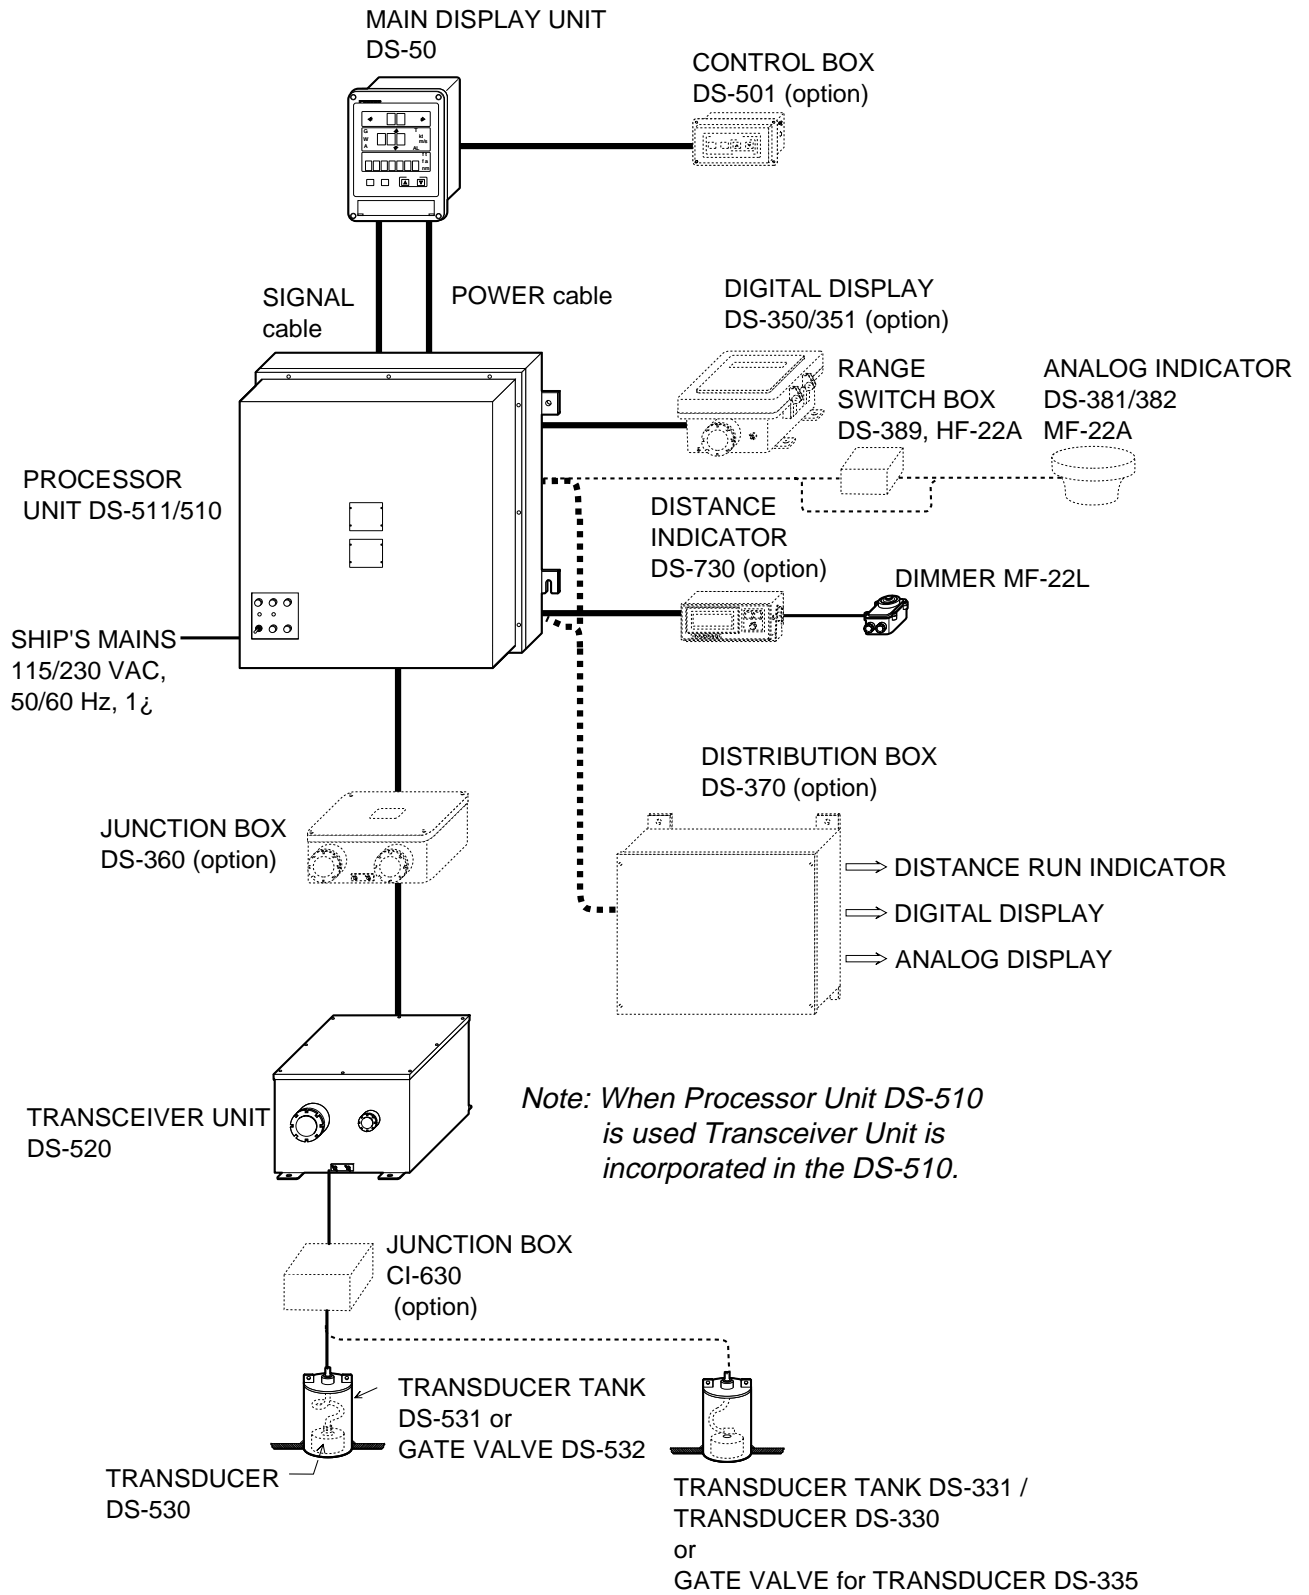 MAIN DISPLAY UNIT
DS-50
CONTROL BOX
DS-501 (option)
G
W
A
T
kt
m/s
AL
f t
f a
nm
SIGNAL
cable
POWER cable
DIGITAL DISPLAY
DS-350/351 (option)
RANGE
SWITCH BOX
DS-389, HF-22A
ANALOG INDICATOR
DS-381/382
MF-22A
PROCESSOR
UNIT DS-511/510
DISTANCE
INDICATOR
DS-730 (option)
DIMMER MF-22L
SHIP'S MAINS
115/230 VAC,
50/60 Hz, 1¿
DISTRIBUTION BOX
DS-370 (option)
JUNCTION BOX
DS-360 (option)
DISTANCE RUN INDICATOR
DIGITAL DISPLAY
ANALOG DISPLAY
TRANSCEIVER UNIT
DS-520
Note: When Processor Unit DS-510
is used Transceiver Unit is
incorporated in the DS-510.
JUNCTION BOX
CI-630
(option)
TRANSDUCER TANK
DS-531 or
GATE VALVE DS-532
TRANSDUCER
DS-530
TRANSDUCER TANK DS-331 /
TRANSDUCER DS-330
or
GATE VALVE for TRANSDUCER DS-335